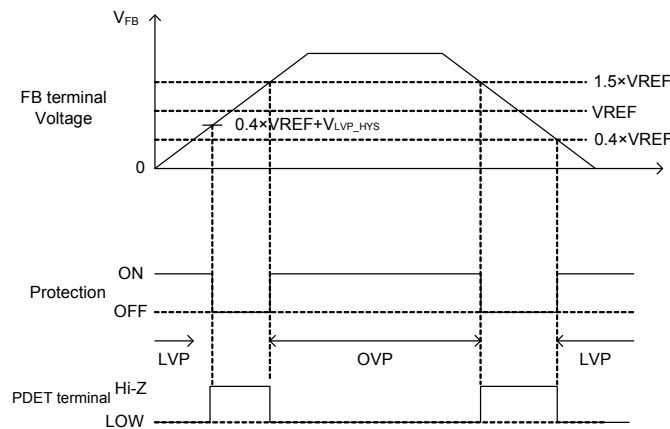 VFB
1.5×VREF
FB terminal
Voltage
VREF
0.4×VREF+VLVP_HYS
0.4×VREF
0
ON
Protection
OFF
LVP
OVP
LVP
Hi-Z
PDET terminal
LOW